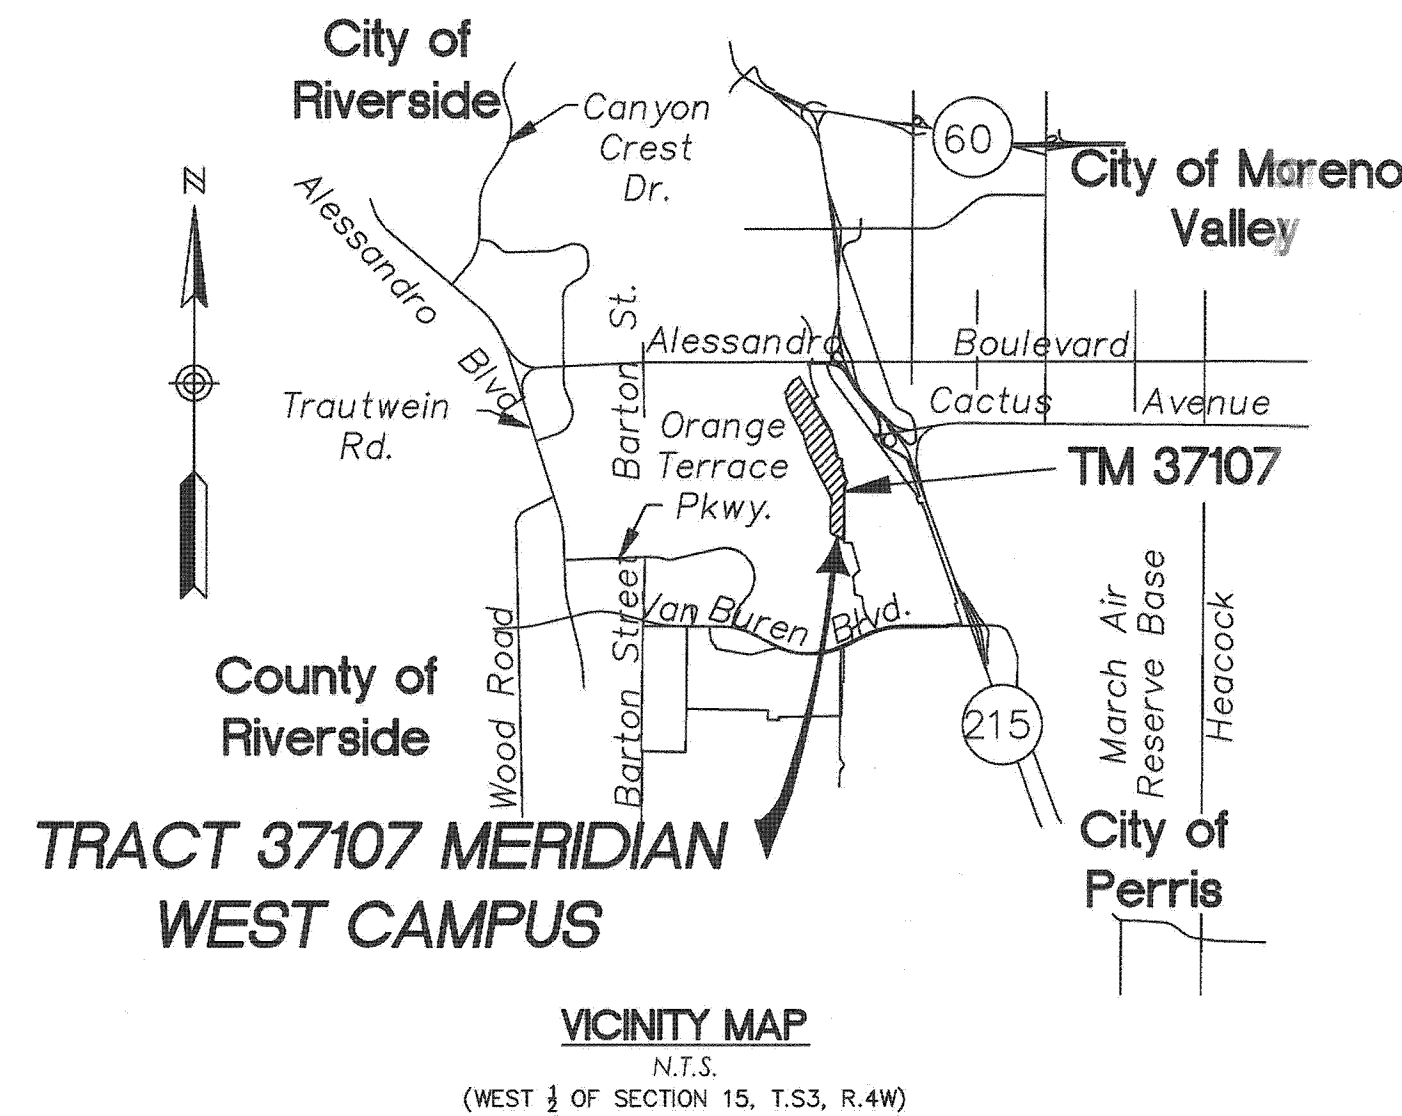 City of
Riverside
Canyon
Crest
Dr.
60
City of Moreno
Valley
N
Alessandro
Blvd.
Barton St.
Alessandro Boulevard
Trautwein
Rd.
Cactus Avenue
Orange
Terrace
Pkwy.
TM 37107
Van Buren Blvd.
County of
Riverside
Wood Road
Barton Street
215
March Air
Reserve Base
Heacock
TRACT 37107 MERIDIAN
WEST CAMPUS
City of
Perris
VICINITY MAP
N.T.S.
(WEST ½ OF SECTION 15, T.S3, R.4W)